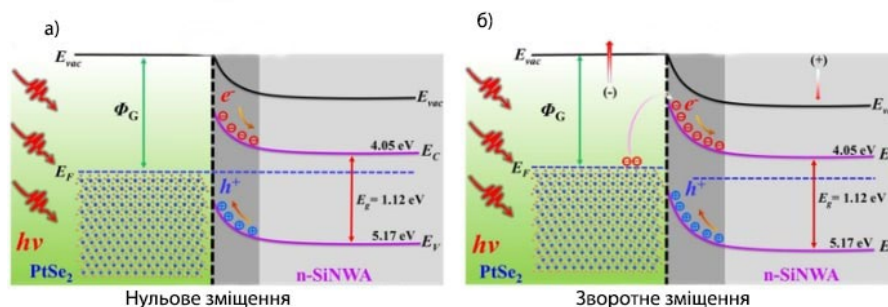 а)
E_vac
Φ_G
e⁻
E_vac
4.05 eV
E_C
E_F
h⁺
E_g = 1.12 eV
hν
5.17 eV
E_V
PtSe₂
n-SiNWA
Нульове зміщення
б)
E_vac
(-)
(+)
Φ_G
e⁻
E_va
4.05 eV
E
E_F
h⁺
E_g = 1.12 eV
hν
5.17 eV
E
PtSe₂
n-SiNWA
Зворотне зміщення